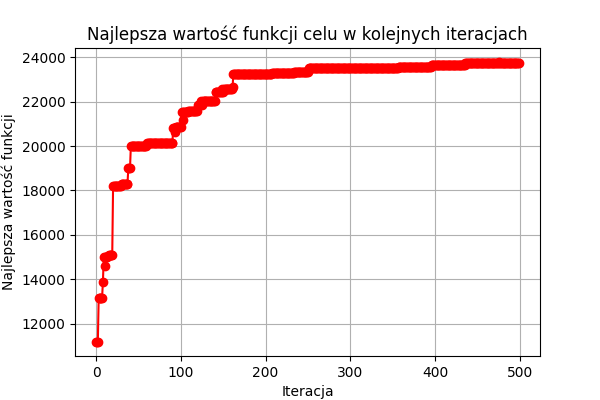 Najlepsza wartość funkcji celu w kolejnych iteracjach
Najlepsza wartość funkcji
24000
22000
20000
18000
16000
14000
12000
0 100 200 300 400 500
Iteracja